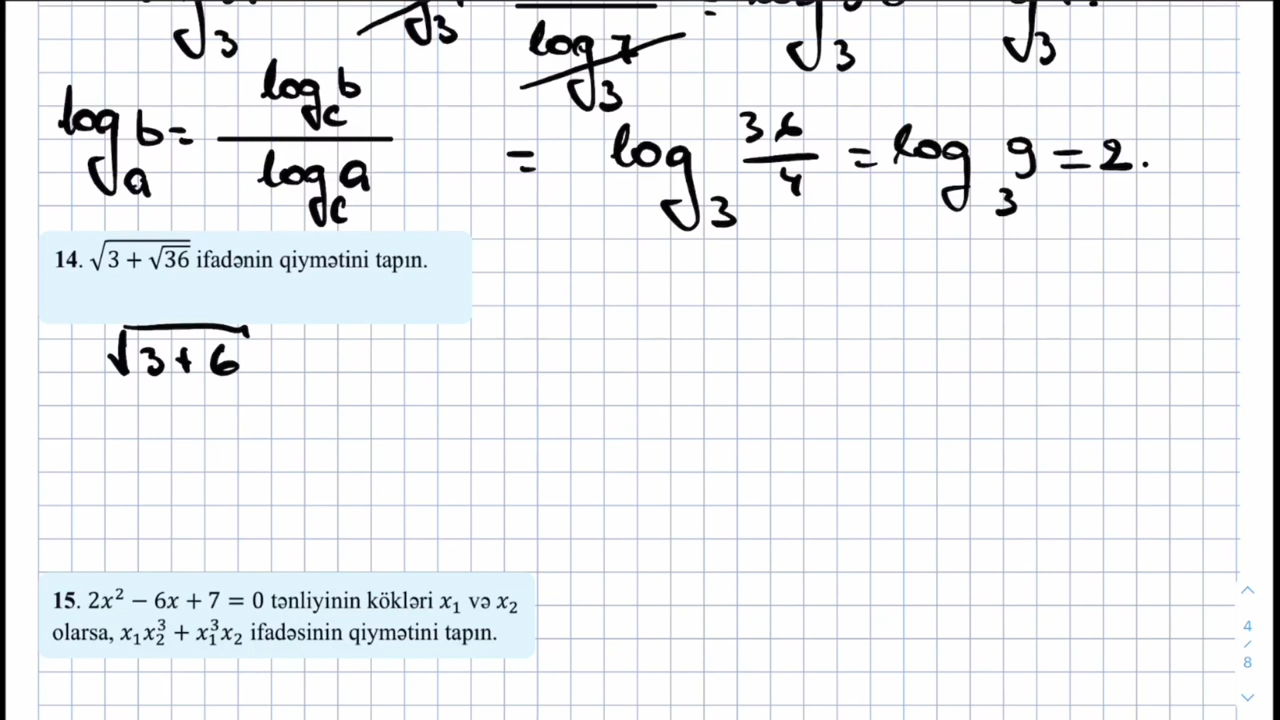 log_a b = log_c b / log_c a
= log_3 36/4 = log_3 9 = 2.
14. √(3 + √36) ifadənin qiymətini tapın.
√(3 + 6)
15. 2x² − 6x + 7 = 0 tənliyinin kökləri x₁ və x₂
olarsa, x₁x₂³ + x₁³x₂ ifadəsinin qiymətini tapın.
4
/
8